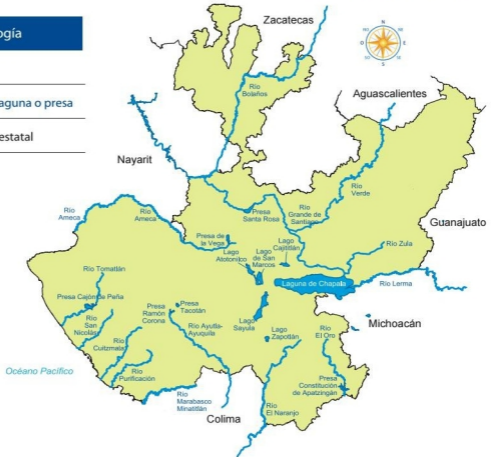 ogía
aguna o presa
estatal
Zacatecas
Río
Bolaños
Aguascalientes
Nayarit
Río
Verde
Río
Ameca
Río
Ameca
Presa
Santa Rosa
Río
Grande de
Santiago
Guanajuato
Presa de
la Vega
Lago
Atotonilco
Lago
de San
Marcos
Lago
Cajititlán
Río Zula
Río Tomatlán
Laguna de Chapala
Río Lerma
Presa Cajón de Peña
Río
San
Nicolás
Presa
Ramón
Corona
Presa
Tacotán
Río Ayutla-
Ayuquila
Lago
Sayula
Lago
Zapotlán
Río
El Oro
Michoacán
Río
Cuitzmala
Océano Pacífico
Río
Purificación
Presa
Constitución
de Apatzingán
Río
Marabasco
Minatitlán
Río
El Naranjo
Colima